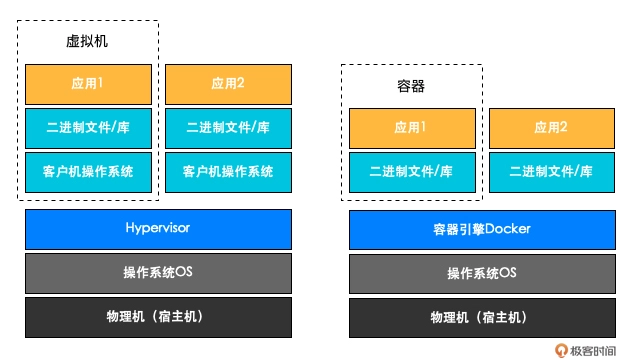 虚拟机
应用1
应用2
二进制文件/库
二进制文件/库
客户机操作系统
客户机操作系统
Hypervisor
操作系统OS
物理机（宿主机）
容器
应用1
应用2
二进制文件/库
二进制文件/库
容器引擎Docker
操作系统OS
物理机（宿主机）
极客时间